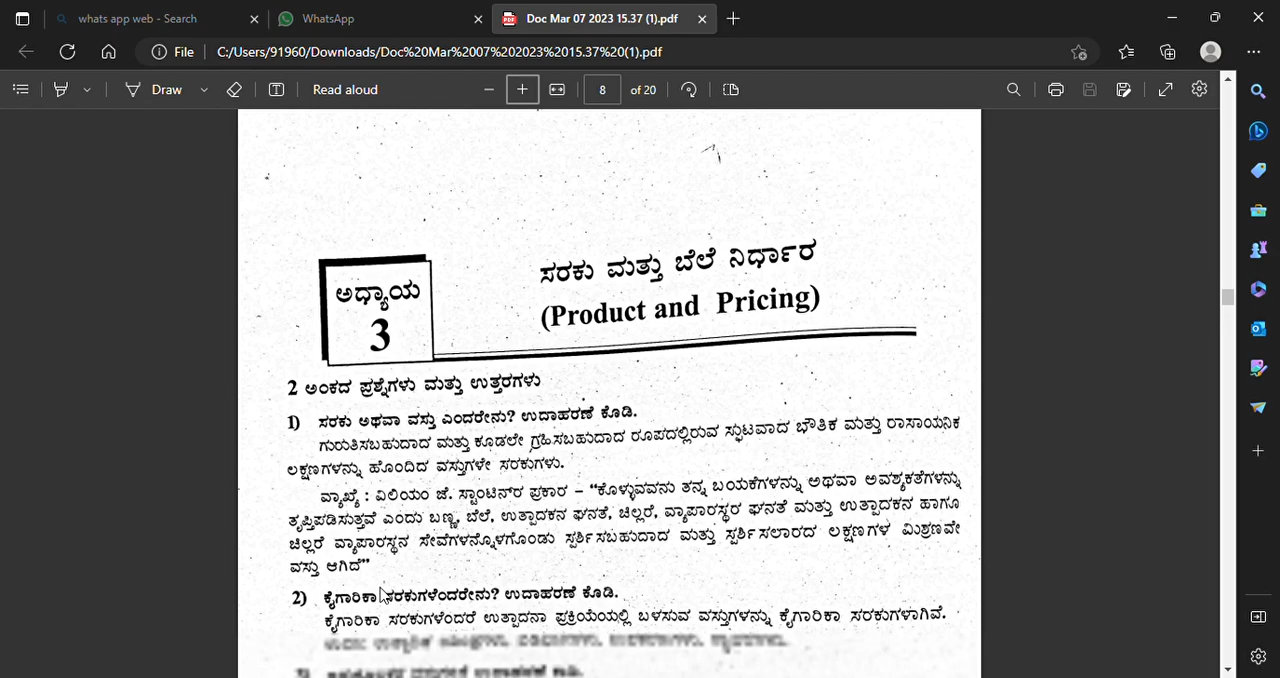 whats app web - Search
WhatsApp
Doc Mar 07 2023 15.37 (1).pdf
File
C:/Users/91960/Downloads/Doc%20Mar%2007%202023%2015.37%20(1).pdf
Draw
Read aloud
8 of 20
ಅಧ್ಯಾಯ
3
ಸರಕು ಮತ್ತು ಬೆಲೆ ನಿರ್ಧಾರ
(Product and Pricing)
2 ಅಂಕದ ಪ್ರಶ್ನೆಗಳು ಮತ್ತು ಉತ್ತರಗಳು
1) ಸರಕು ಅಥವಾ ವಸ್ತು ಎಂದರೇನು? ಉದಾಹರಣೆ ಕೊಡಿ.
ಗುರುತಿಸಬಹುದಾದ ಮತ್ತು ಕೂಡಲೇ ಗ್ರಹಿಸಬಹುದಾದ ರೂಪದಲ್ಲಿರುವ ಸ್ಫುಟವಾದ ಭೌತಿಕ ಮತ್ತು ರಾಸಾಯನಿಕ
ಲಕ್ಷಣಗಳನ್ನು ಹೊಂದಿದ ವಸ್ತುಗಳೇ ಸರಕುಗಳು.
ವ್ಯಾಖ್ಯೆ : ವಿಲಿಯಂ ಜೆ. ಸ್ಟಾಂಟಿನ್‌ರ ಪ್ರಕಾರ – “ಕೊಳ್ಳುವವನು ತನ್ನ ಬಯಕೆಗಳನ್ನು ಅಥವಾ ಅವಶ್ಯಕತೆಗಳನ್ನು
ತೃಪ್ತಿಪಡಿಸುತ್ತವೆ ಎಂದು ಬಣ್ಣ, ಬೆಲೆ, ಉತ್ಪಾದಕನ ಘನತೆ, ಚಿಲ್ಲರೆ, ವ್ಯಾಪಾರಸ್ಥರ ಘನತೆ ಮತ್ತು ಉತ್ಪಾದಕನ ಹಾಗೂ
ಚಿಲ್ಲರೆ ವ್ಯಾಪಾರಸ್ಥನ ಸೇವೆಗಳನ್ನೊಳಗೊಂಡು ಸ್ಪರ್ಶಿಸಬಹುದಾದ ಮತ್ತು ಸ್ಪರ್ಶಿಸಲಾರದ ಲಕ್ಷಣಗಳ ಮಿಶ್ರಣವೇ
ವಸ್ತು ಆಗಿದೆ”
2) ಕೈಗಾರಿಕಾ ಸರಕುಗಳೆಂದರೇನು? ಉದಾಹರಣೆ ಕೊಡಿ.
ಕೈಗಾರಿಕಾ ಸರಕುಗಳೆಂದರೆ ಉತ್ಪಾದನಾ ಪ್ರಕ್ರಿಯೆಯಲ್ಲಿ ಬಳಸುವ ವಸ್ತುಗಳನ್ನು ಕೈಗಾರಿಕಾ ಸರಕುಗಳಾಗಿವೆ.